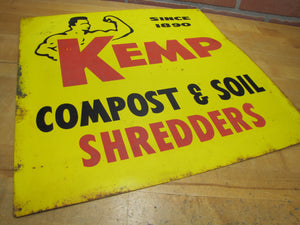 SINCE
1890
KEMP
COMPOST & SOIL
SHREDDERS